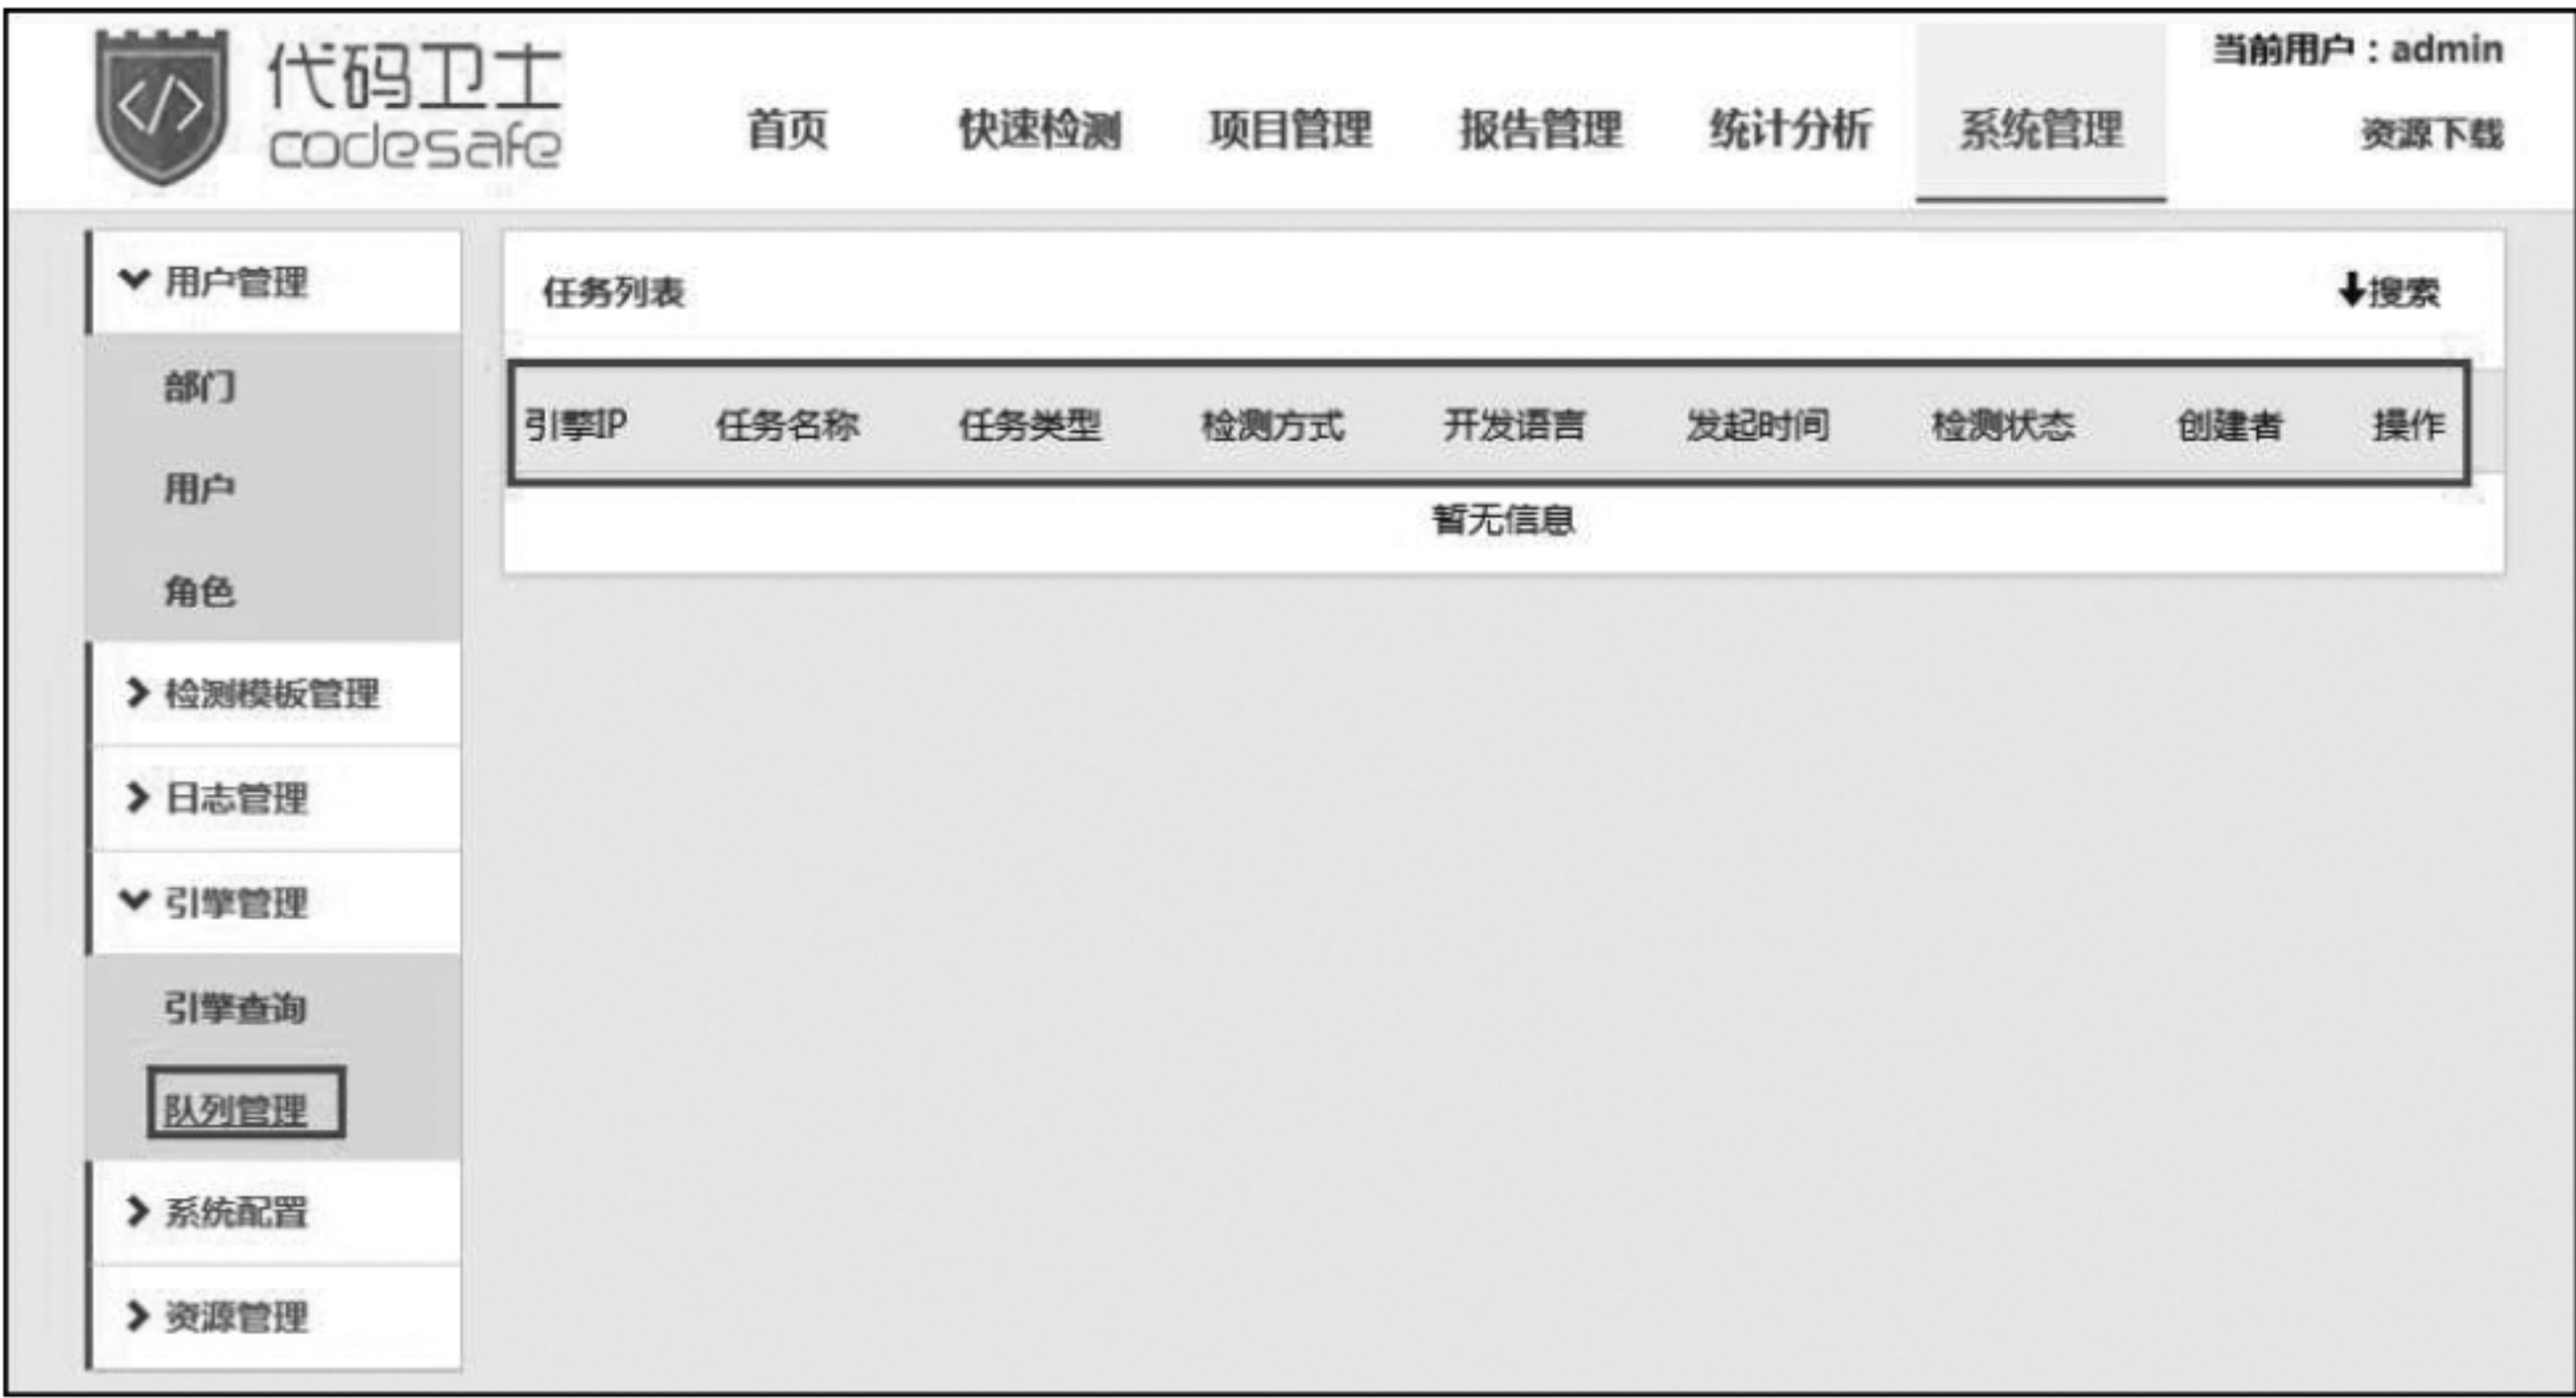 代码卫士
codesafe
当前用户：admin
首页 快速检测 项目管理 报告管理 统计分析 系统管理 资源下载
用户管理
部门
用户
角色
检测模板管理
日志管理
引擎管理
引擎查询
队列管理
系统配置
资源管理
任务列表 搜索
引擎IP 任务名称 任务类型 检测方式 开发语言 发起时间 检测状态 创建者 操作
暂无信息